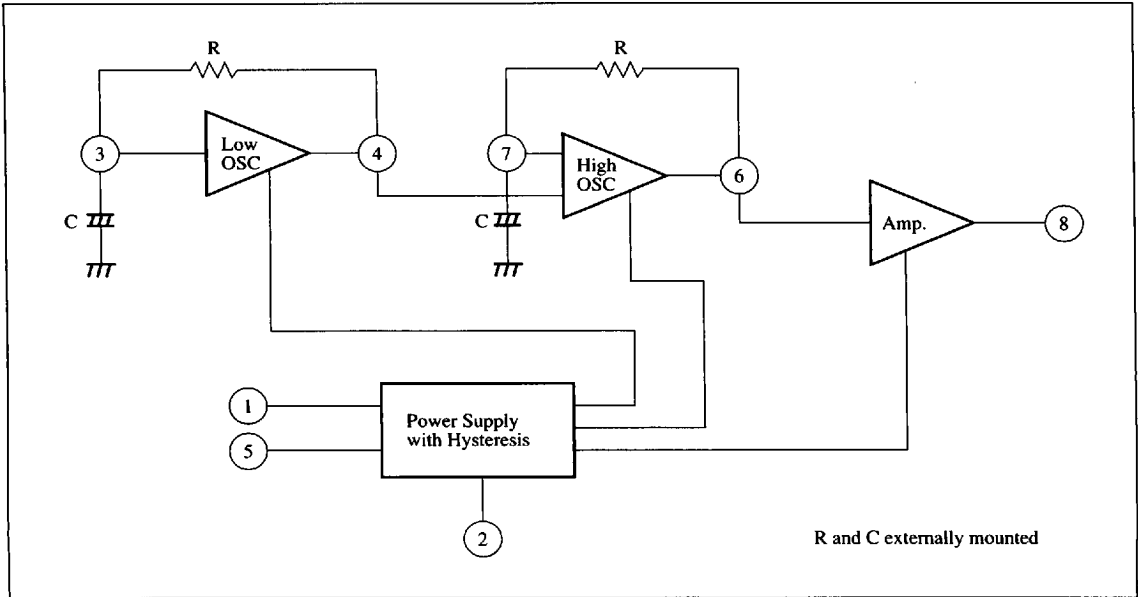 R
R
3
Low
OSC
4
7
High
OSC
6
C
C
Amp.
8
1
Power Supply
with Hysteresis
5
2
R and C externally mounted